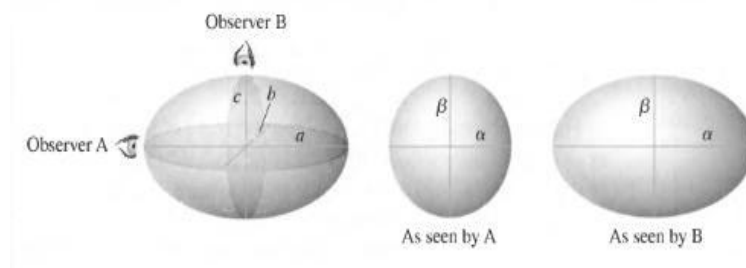 Observer B
c
b
a
Observer A
β
α
As seen by A
β
α
As seen by B